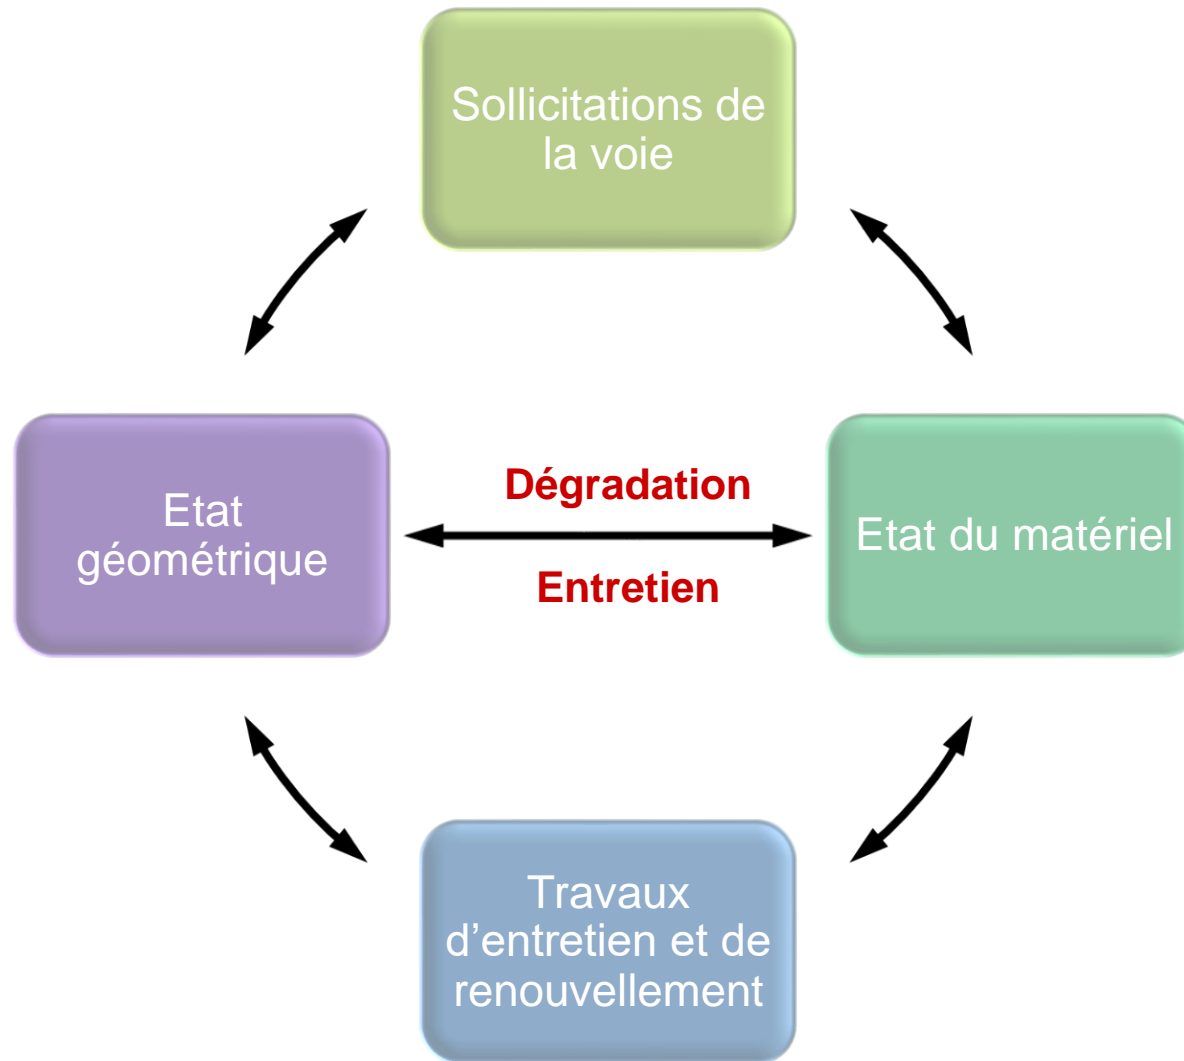 Sollicitations de
la voie
Etat
géométrique
Dégradation
Entretien
Etat du matériel
Travaux
d’entretien et de
renouvellement